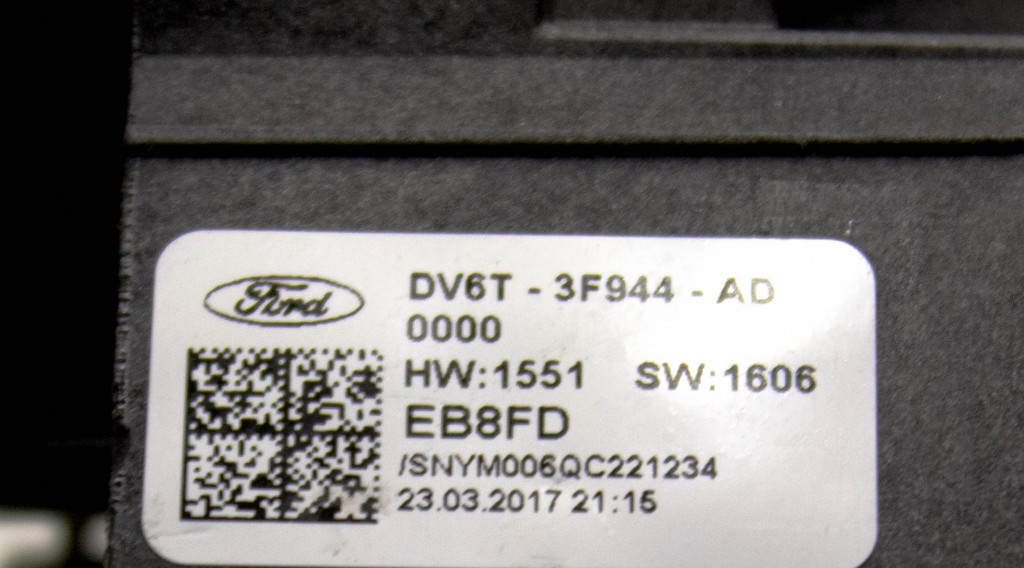 Ford
DV6T - 3F944 - AD
0000
HW:1551 SW:1606
EB8FD
/SNYM006QC221234
23.03.2017 21:15